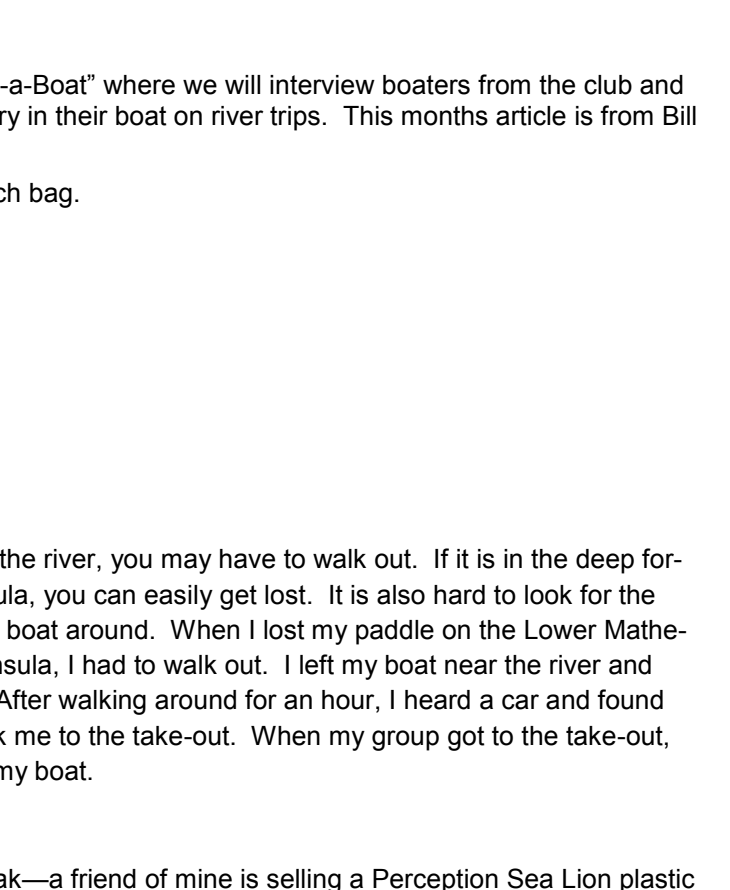 -a-Boat” where we will interview boaters from the club and
ry in their boat on river trips.  This months article is from Bill
ch bag.
the river, you may have to walk out.  If it is in the deep for-
ula, you can easily get lost.  It is also hard to look for the
boat around.  When I lost my paddle on the Lower Mathe-
nsula, I had to walk out.  I left my boat near the river and
After walking around for an hour, I heard a car and found
k me to the take-out.  When my group got to the take-out,
my boat.
ak—a friend of mine is selling a Perception Sea Lion plastic